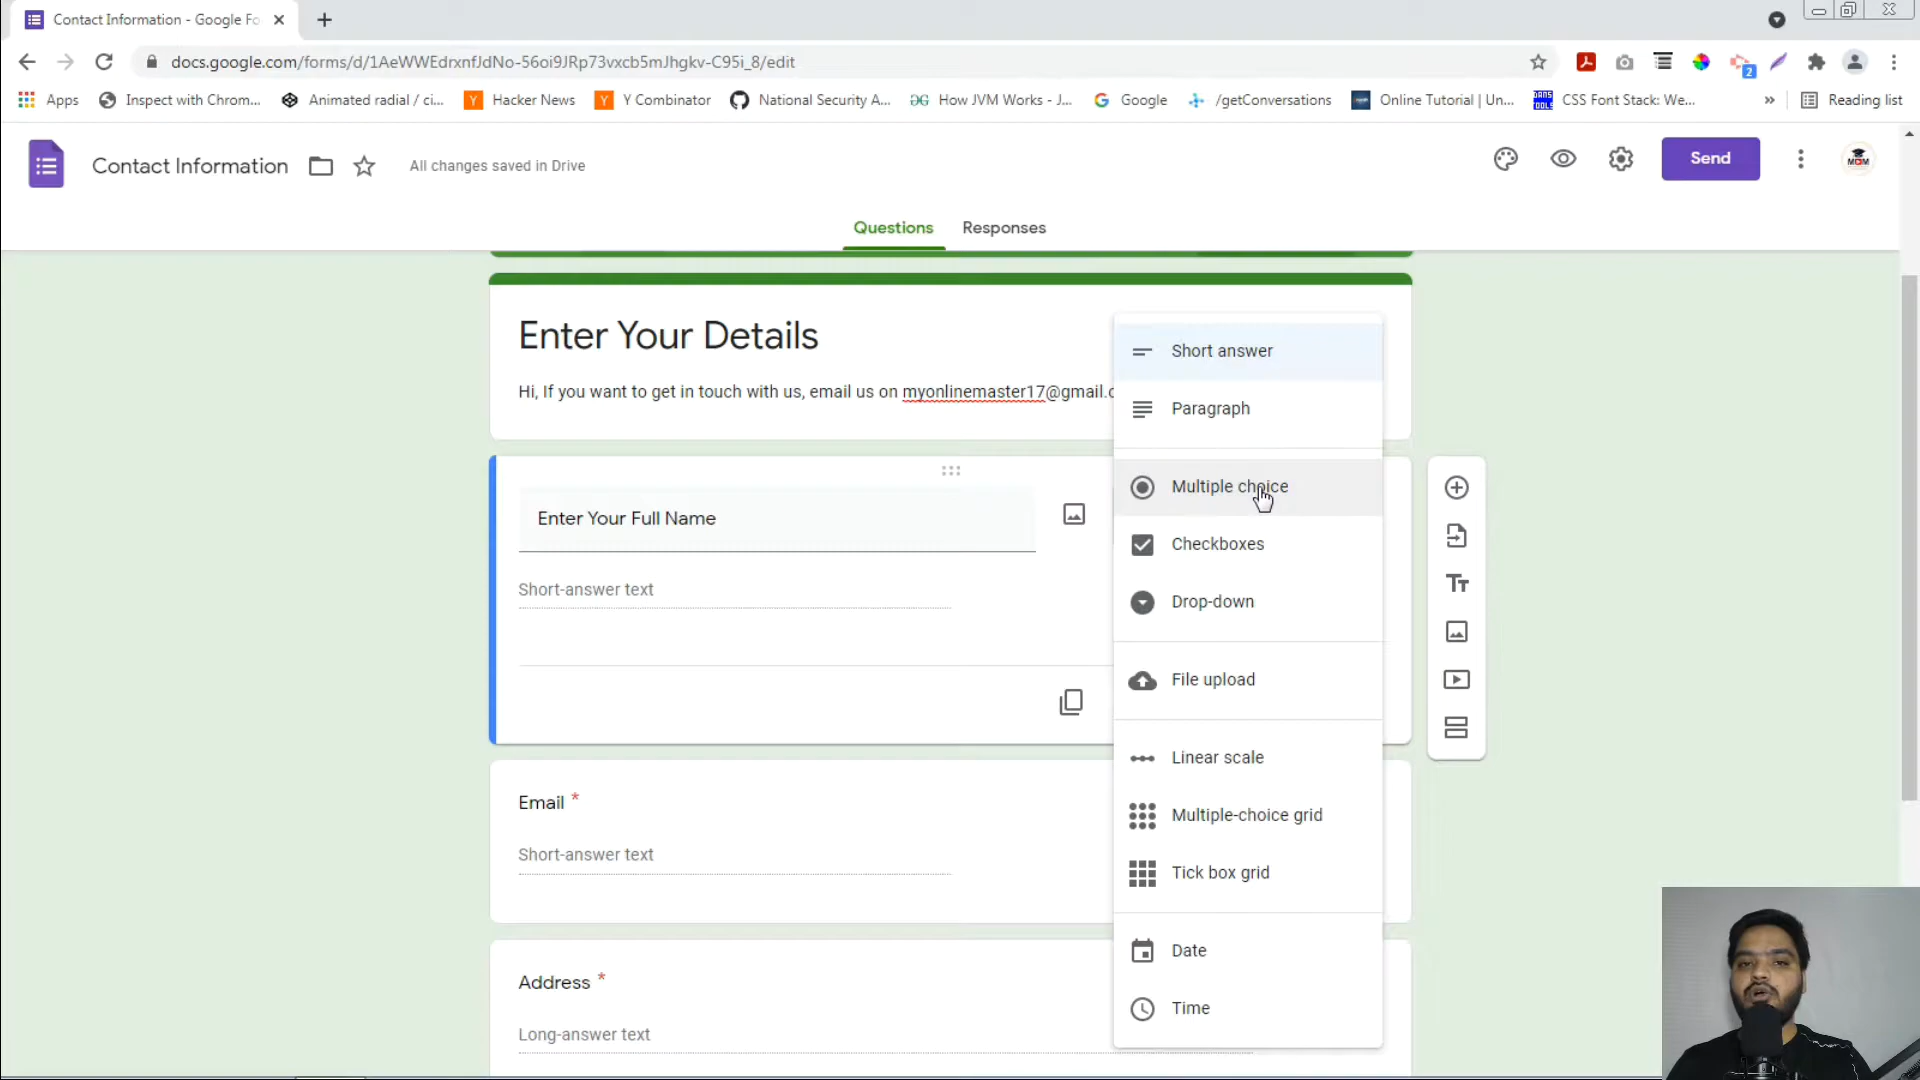 Contact Information - Google Fo
docs.google.com/forms/d/1AeWWEdrxnfJdNo-56oi9JRp73vxcb5mJhgkv-C95i_8/edit
2
Apps
Inspect with Chrom...
Animated radial / ci...
Hacker News
Y Combinator
National Security A...
How JVM Works - J...
Google
/getConversations
Online Tutorial | Un...
CSS Font Stack: We...
»
Reading list
Contact Information
All changes saved in Drive
Send
MOM
Questions
Responses
Enter Your Details
Hi, If you want to get in touch with us, email us on myonlinemaster17@gmail.c
Enter Your Full Name
Short-answer text
Email *
Short-answer text
Address *
Long-answer text
Short answer
Paragraph
Multiple choice
Checkboxes
Drop-down
File upload
Linear scale
Multiple-choice grid
Tick box grid
Date
Time
Tт